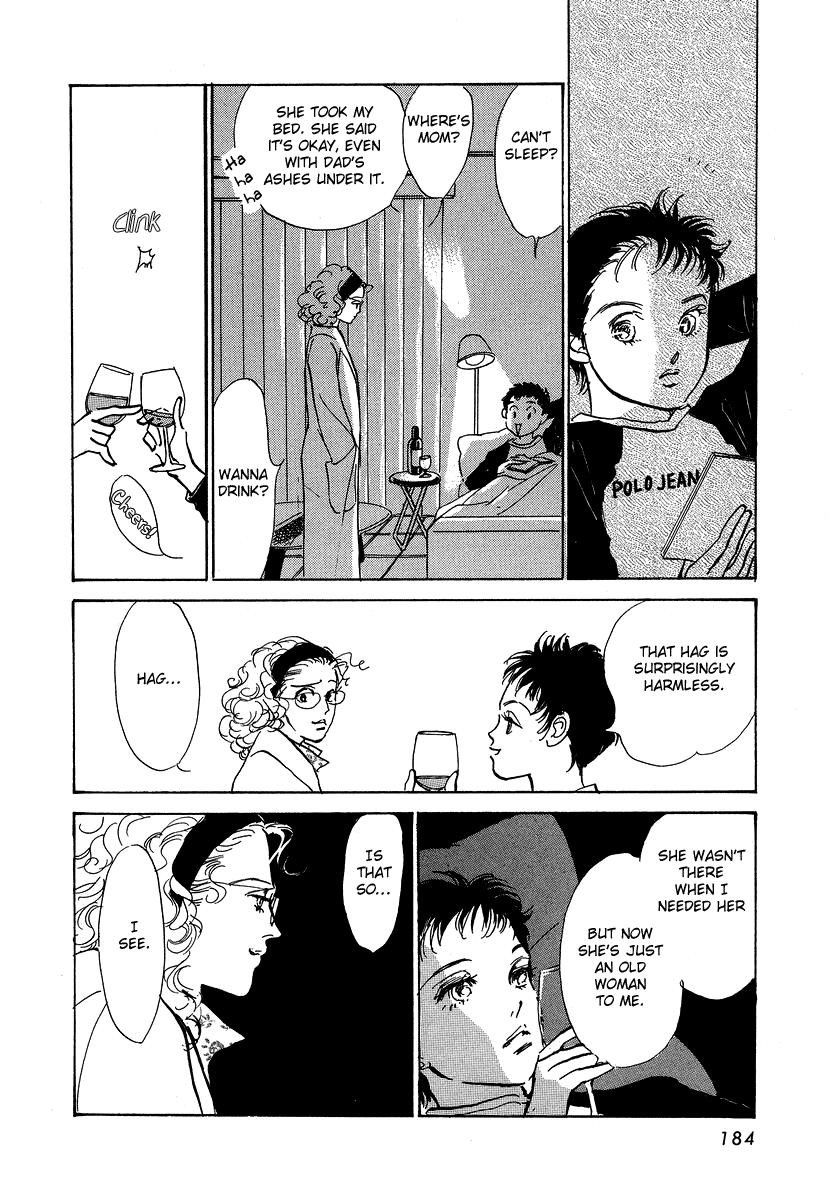 POLO JEAN
CAN'T
SLEEP?
WHERE'S
MOM?
SHE TOOK MY
BED. SHE SAID
IT'S OKAY, EVEN
WITH DAD'S
ASHES UNDER IT.
Ha
ha
ha
WANNA
DRINK?
Clink
Cheers!
THAT HAG IS
SURPRISINGLY
HARMLESS.
HAG...
SHE WASN'T
THERE
WHEN I
NEEDED HER
BUT NOW
SHE'S JUST
AN OLD
WOMAN
TO ME.
IS
THAT
SO...
I
SEE.
184